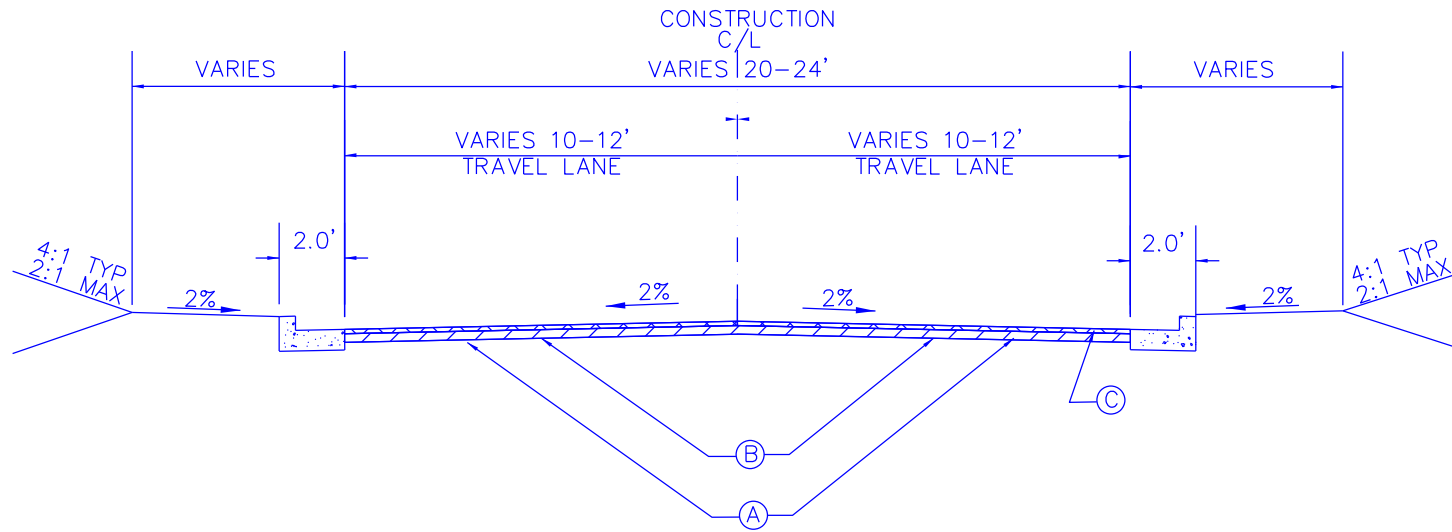 CONSTRUCTION
C/L
VARIES
VARIES 20-24'
VARIES
VARIES 10-12'
TRAVEL LANE
VARIES 10-12'
TRAVEL LANE
2.0'
2.0'
4:1 TYP
2:1 MAX
4:1 TYP
2:1 MAX
2%
2%
2%
2%
C
B
A